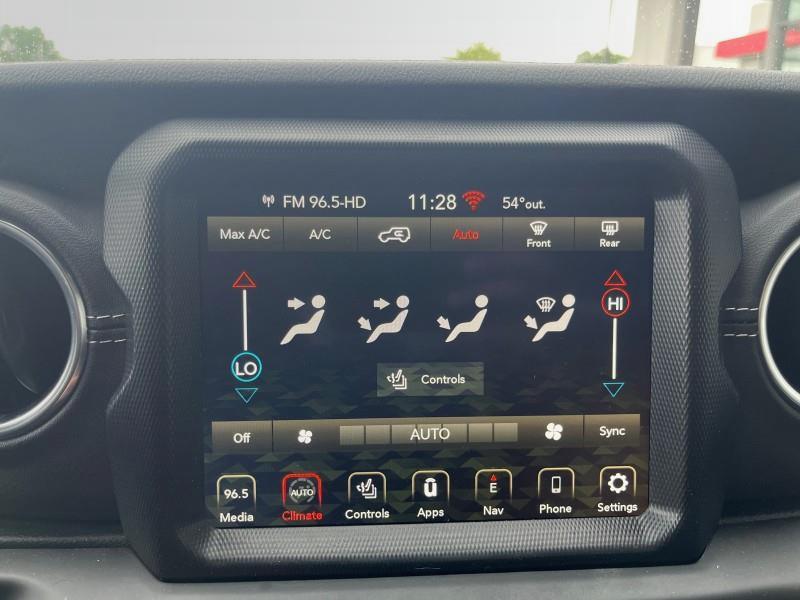 FM 96.5-HD 11:28 54°out.
Max A/C A/C Auto Front Rear
HI
LO
Controls
Off AUTO Sync
96.5 AUTO E
Media Climate Controls Apps Nav Phone Settings